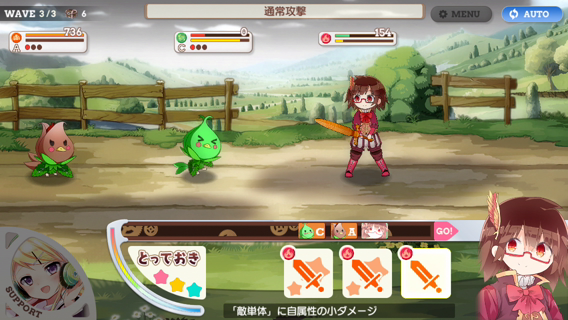 WAVE 3/3 6
通常攻撃
MENU
AUTO
736
A
0
C
154
C A GO!
とっておき
SUPPORT
「敵単体」に自属性の小ダメージ